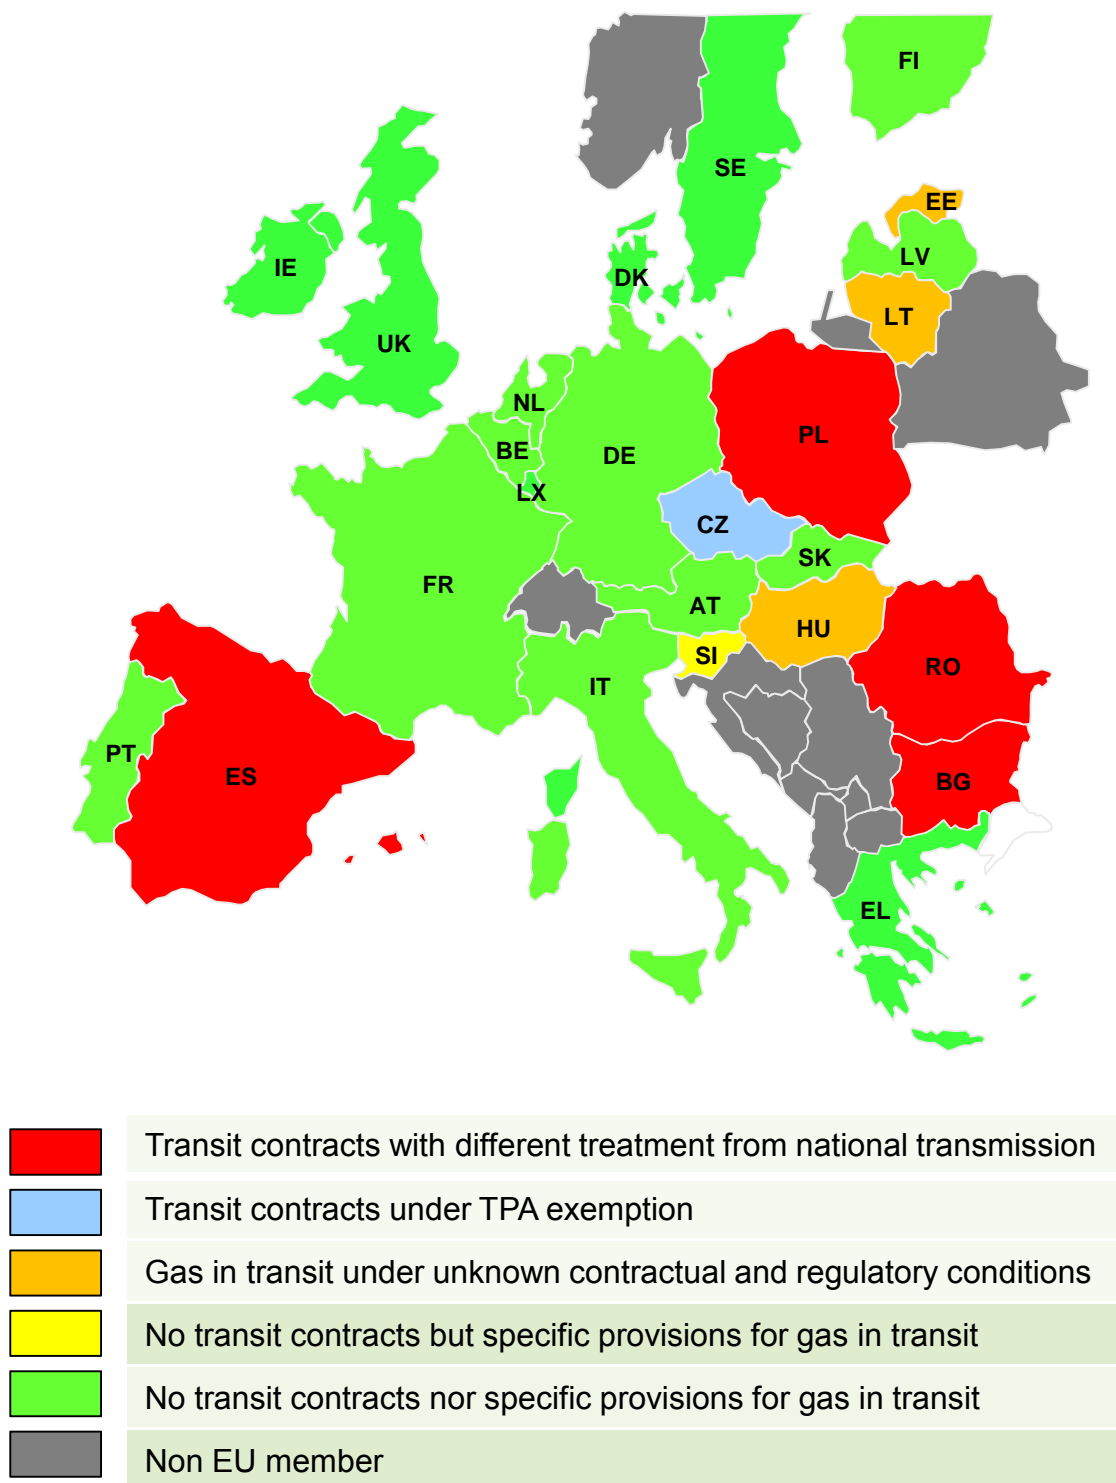 FI
SE
EE
LV
IE
DK
LT
UK
NL
PL
BE
DE
LX
CZ
SK
FR
AT
HU
SI
RO
IT
PT
ES
BG
EL
Transit contracts with different treatment from national transmission
Transit contracts under TPA exemption
Gas in transit under unknown contractual and regulatory conditions
No transit contracts but specific provisions for gas in transit
No transit contracts nor specific provisions for gas in transit
Non EU member